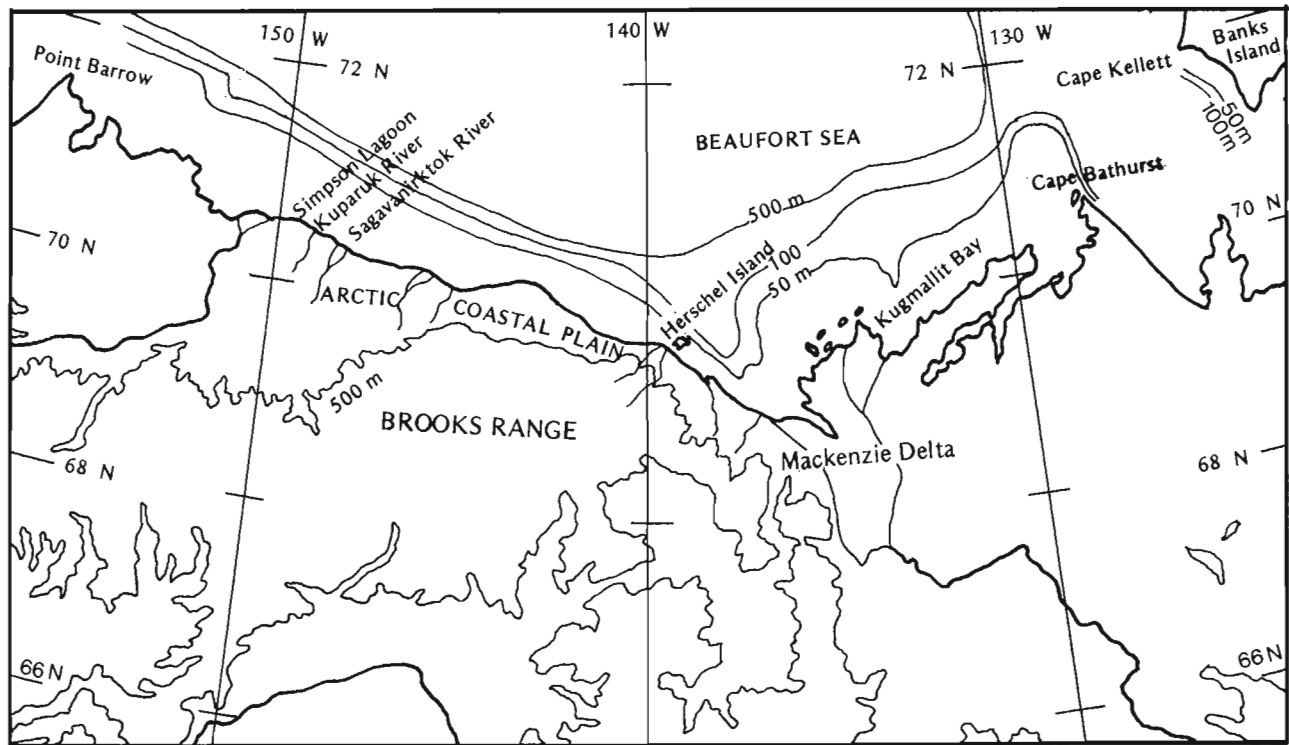 150 W
140 W
130 W
Banks
Island
Point Barrow
72 N
72 N
Cape Kellett
50 m
100 m
BEAUFORT SEA
Simpson Lagoon
Kuparuk River
Sagavanirktok River
Cape Bathurst
500 m
70 N
70 N
Herschel Island
100
50 m
Kugmallit Bay
ARCTIC
COASTAL PLAIN
500 m
BROOKS RANGE
Mackenzie Delta
68 N
68 N
66 N
66 N